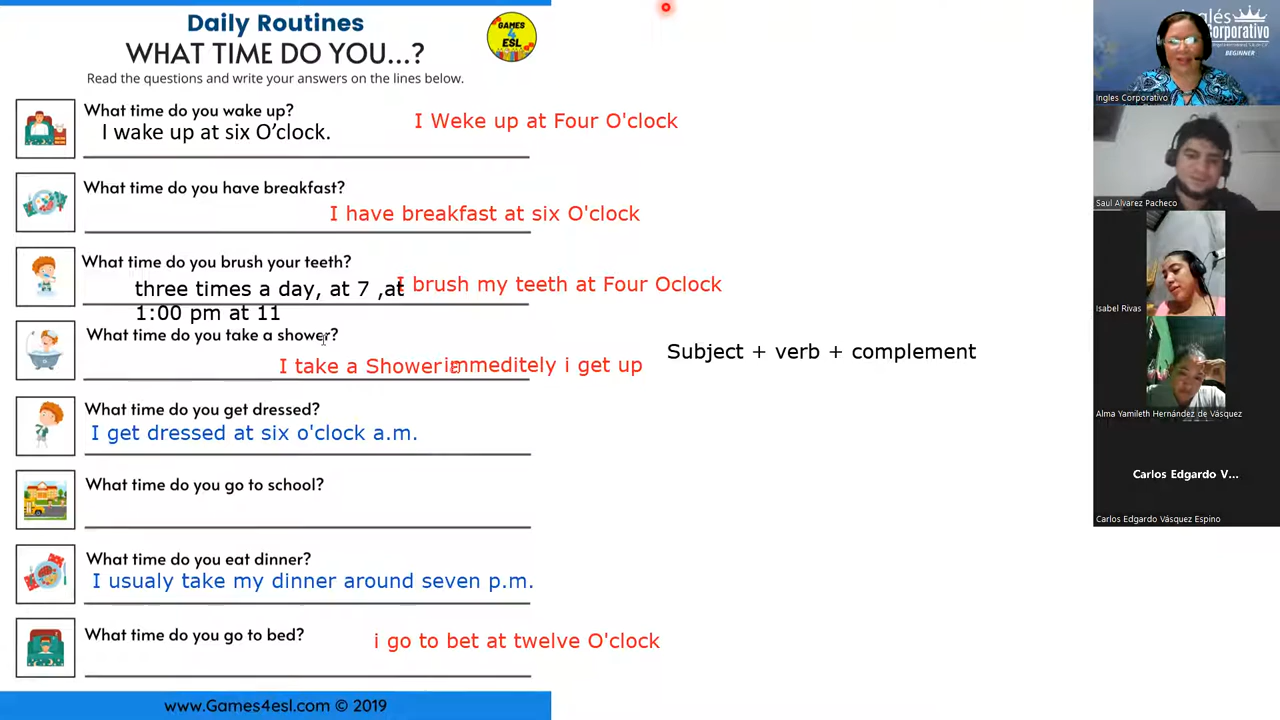 Daily Routines
WHAT TIME DO YOU...?
Read the questions and write your answers on the lines below.
GAMES
4
ESL
What time do you wake up?
I wake up at six O’clock.
I Weke up at Four O'clock
What time do you have breakfast?
I have breakfast at six O'clock
What time do you brush your teeth?
three times a day, at 7 ,at
1:00 pm at 11
I brush my teeth at Four Oclock
What time do you take a shower?
I take a Shower
immeditely i get up
Subject + verb + complement
What time do you get dressed?
I get dressed at six o'clock a.m.
What time do you go to school?
What time do you eat dinner?
I usualy take my dinner around seven p.m.
What time do you go to bed?
i go to bet at twelve O'clock
www.Games4esl.com © 2019
Inglés
Corporativo
BEGINNER
Ingles Corporativo
Saul Alvarez Pacheco
Isabel Rivas
Alma Yamileth Hernández de Vásquez
Carlos Edgardo V...
Carlos Edgardo Vásquez Espino